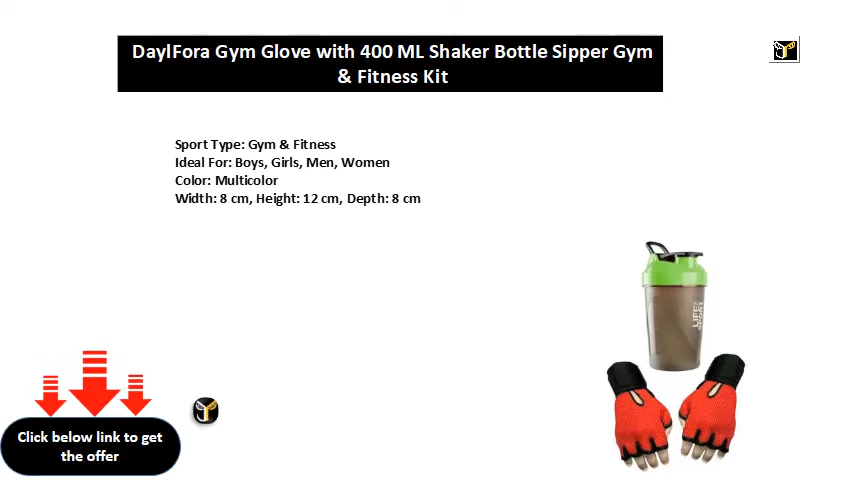 DaylFora Gym Glove with 400 ML Shaker Bottle Sipper Gym
& Fitness Kit
Sport Type: Gym & Fitness
Ideal For: Boys, Girls, Men, Women
Color: Multicolor
Width: 8 cm, Height: 12 cm, Depth: 8 cm
LIFE
SPORT
Click below link to get
the offer